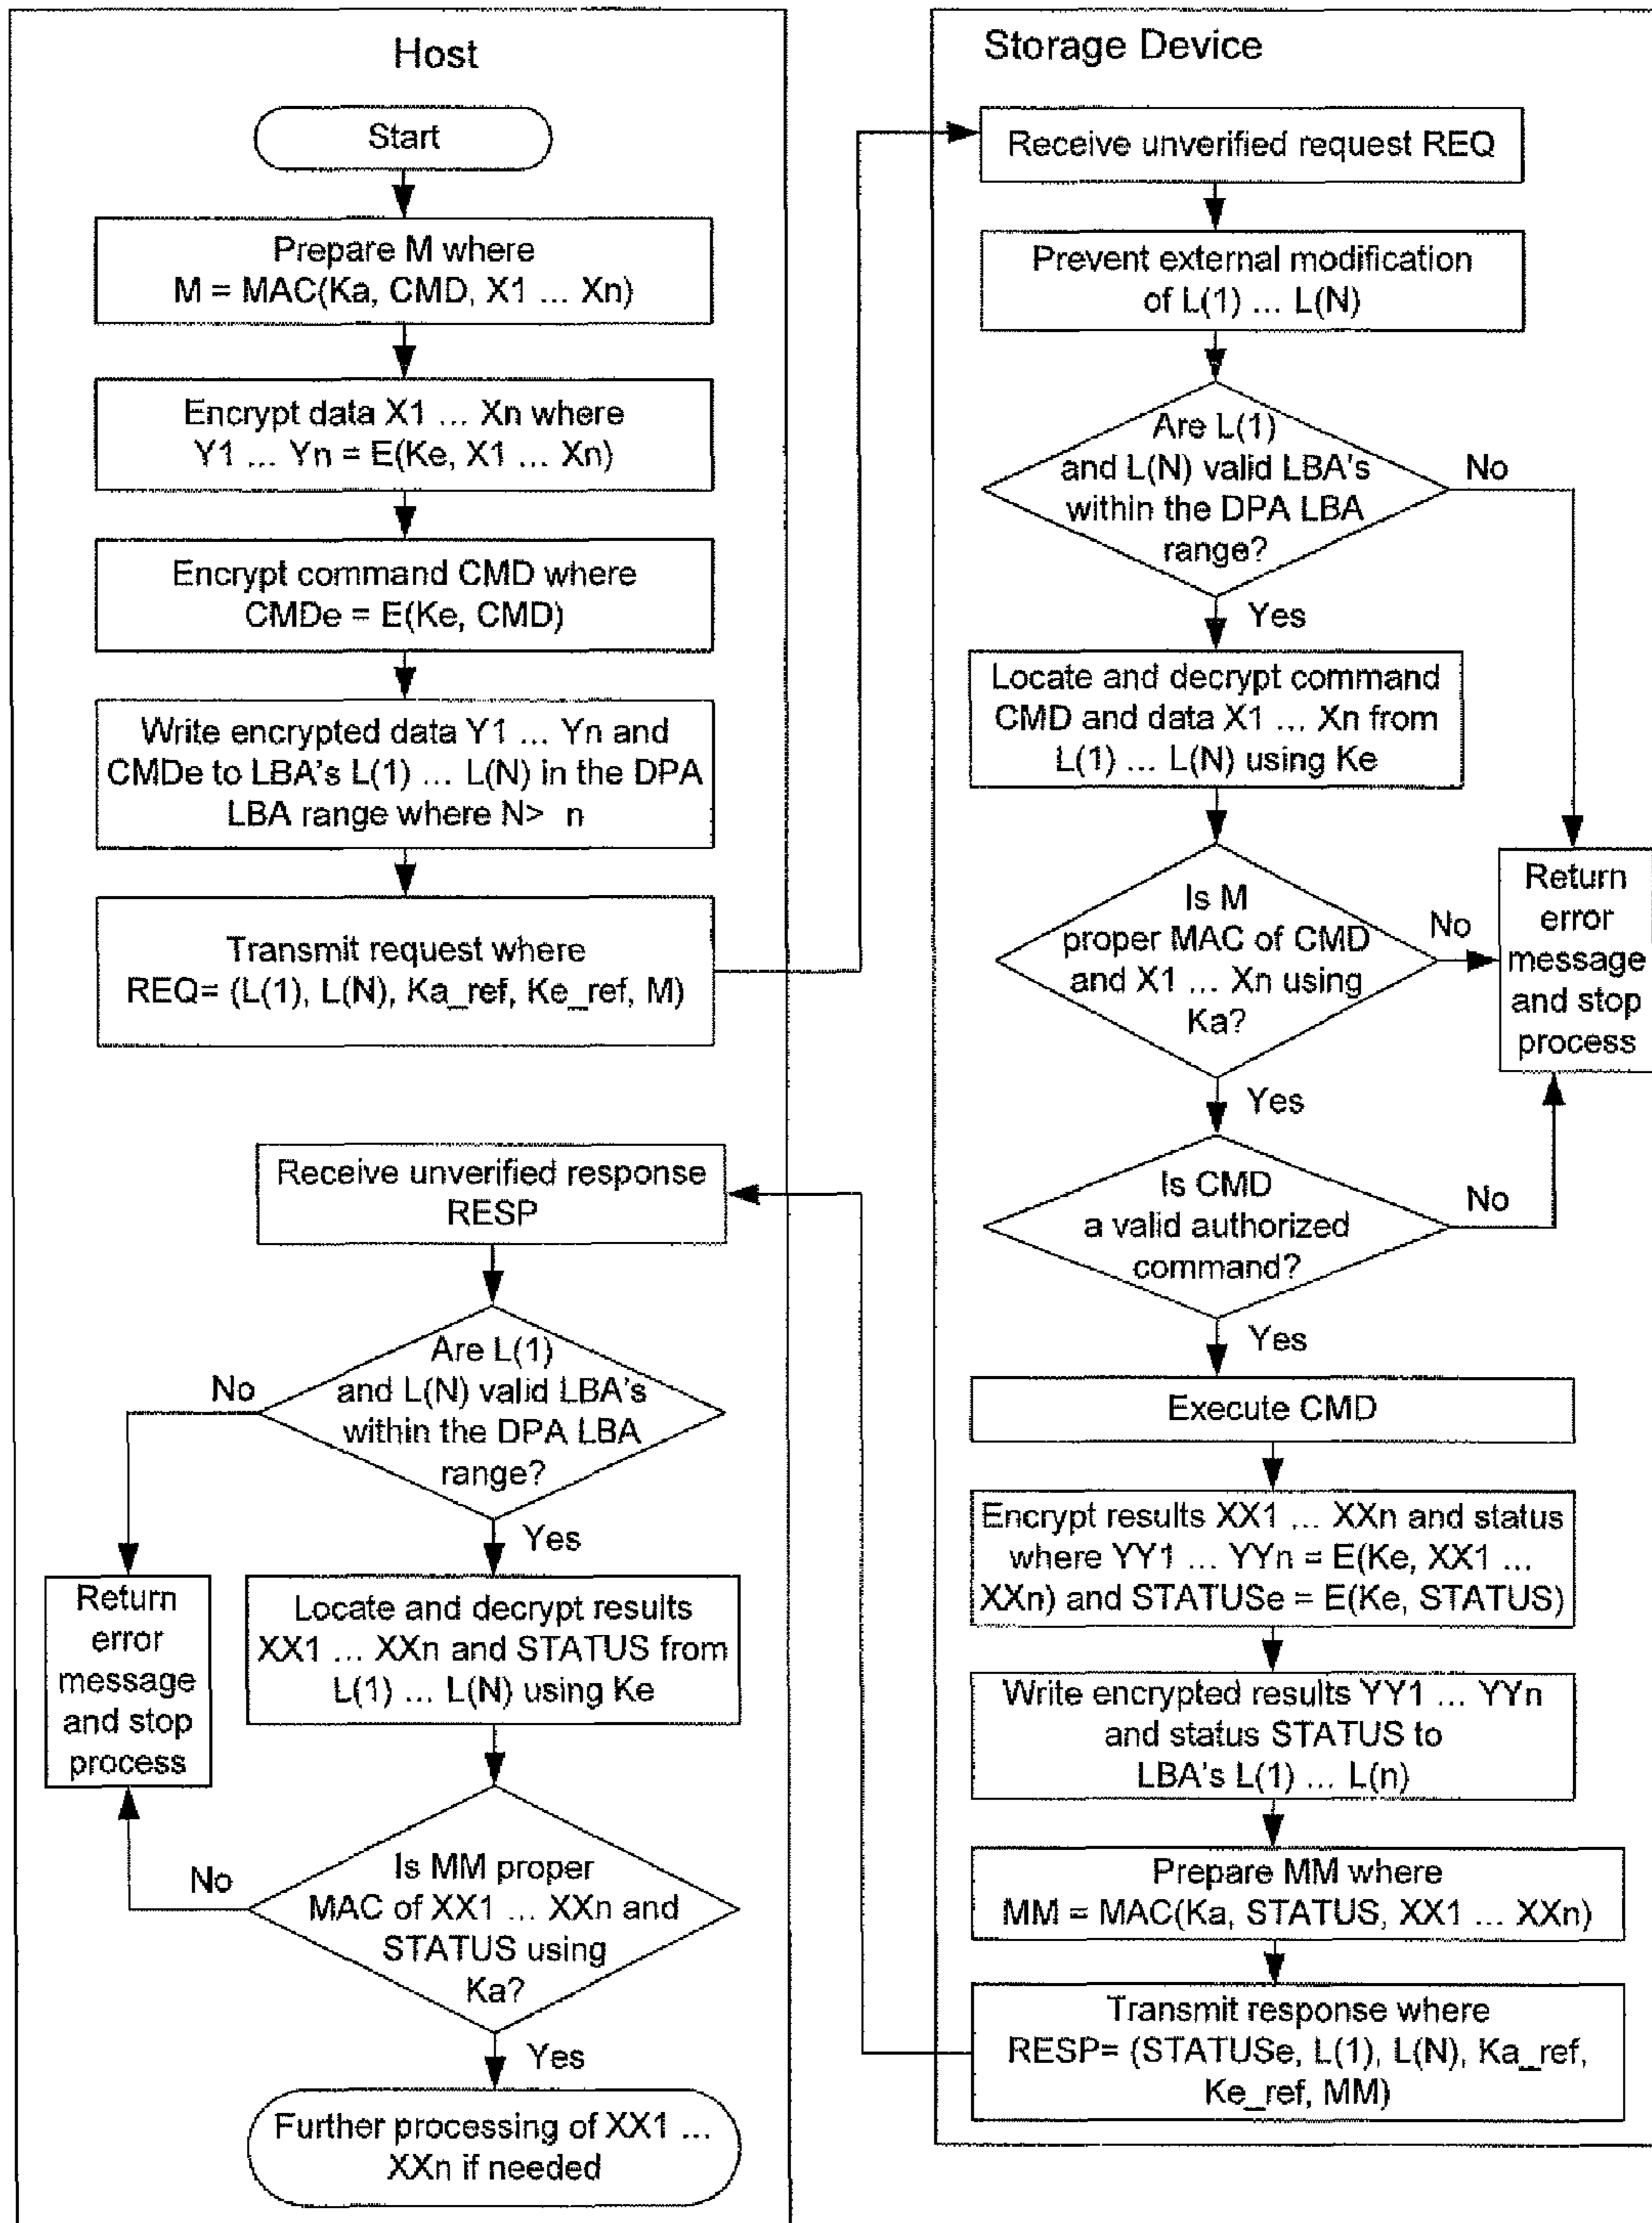 Host
Start
Prepare M where
M = MAC(Ka, CMD, X1 ... Xn)
Encrypt data X1 ... Xn where
Y1 ... Yn = E(Ke, X1 ... Xn)
Encrypt command CMD where
CMDe = E(Ke, CMD)
Write encrypted data Y1 ... Yn and
CMDe to LBA's L(1) ... L(N) in the DPA
LBA range where N> n
Transmit request where
REQ= (L(1), L(N), Ka_ref, Ke_ref, M)
Storage Device
Receive unverified request REQ
Prevent external modification
of L(1) ... L(N)
Are L(1)
and L(N) valid LBA's
within the DPA LBA
range?
No
Yes
Locate and decrypt command
CMD and data X1 ... Xn from
L(1) ... L(N) using Ke
Is M
proper MAC of CMD
and X1 ... Xn using
Ka?
No
Return
error
message
and stop
process
Yes
Is CMD
a valid authorized
command?
No
Yes
Execute CMD
Encrypt results XX1 ... XXn and status
where YY1 ... YYn = E(Ke, XX1 ...
XXn) and STATUSe = E(Ke, STATUS)
Write encrypted results YY1 ... YYn
and status STATUS to
LBA's L(1) ... L(n)
Prepare MM where
MM = MAC(Ka, STATUS, XX1 ... XXn)
Transmit response where
RESP= (STATUSe, L(1), L(N), Ka_ref,
Ke_ref, MM)
Receive unverified response
RESP
Are L(1)
and L(N) valid LBA's
within the DPA LBA
range?
No
Yes
Return
error
message
and stop
process
Locate and decrypt results
XX1 ... XXn and STATUS from
L(1) ... L(N) using Ke
Is MM proper
MAC of XX1 ... XXn and
STATUS using
Ka?
No
Yes
Further processing of XX1 ...
XXn if needed